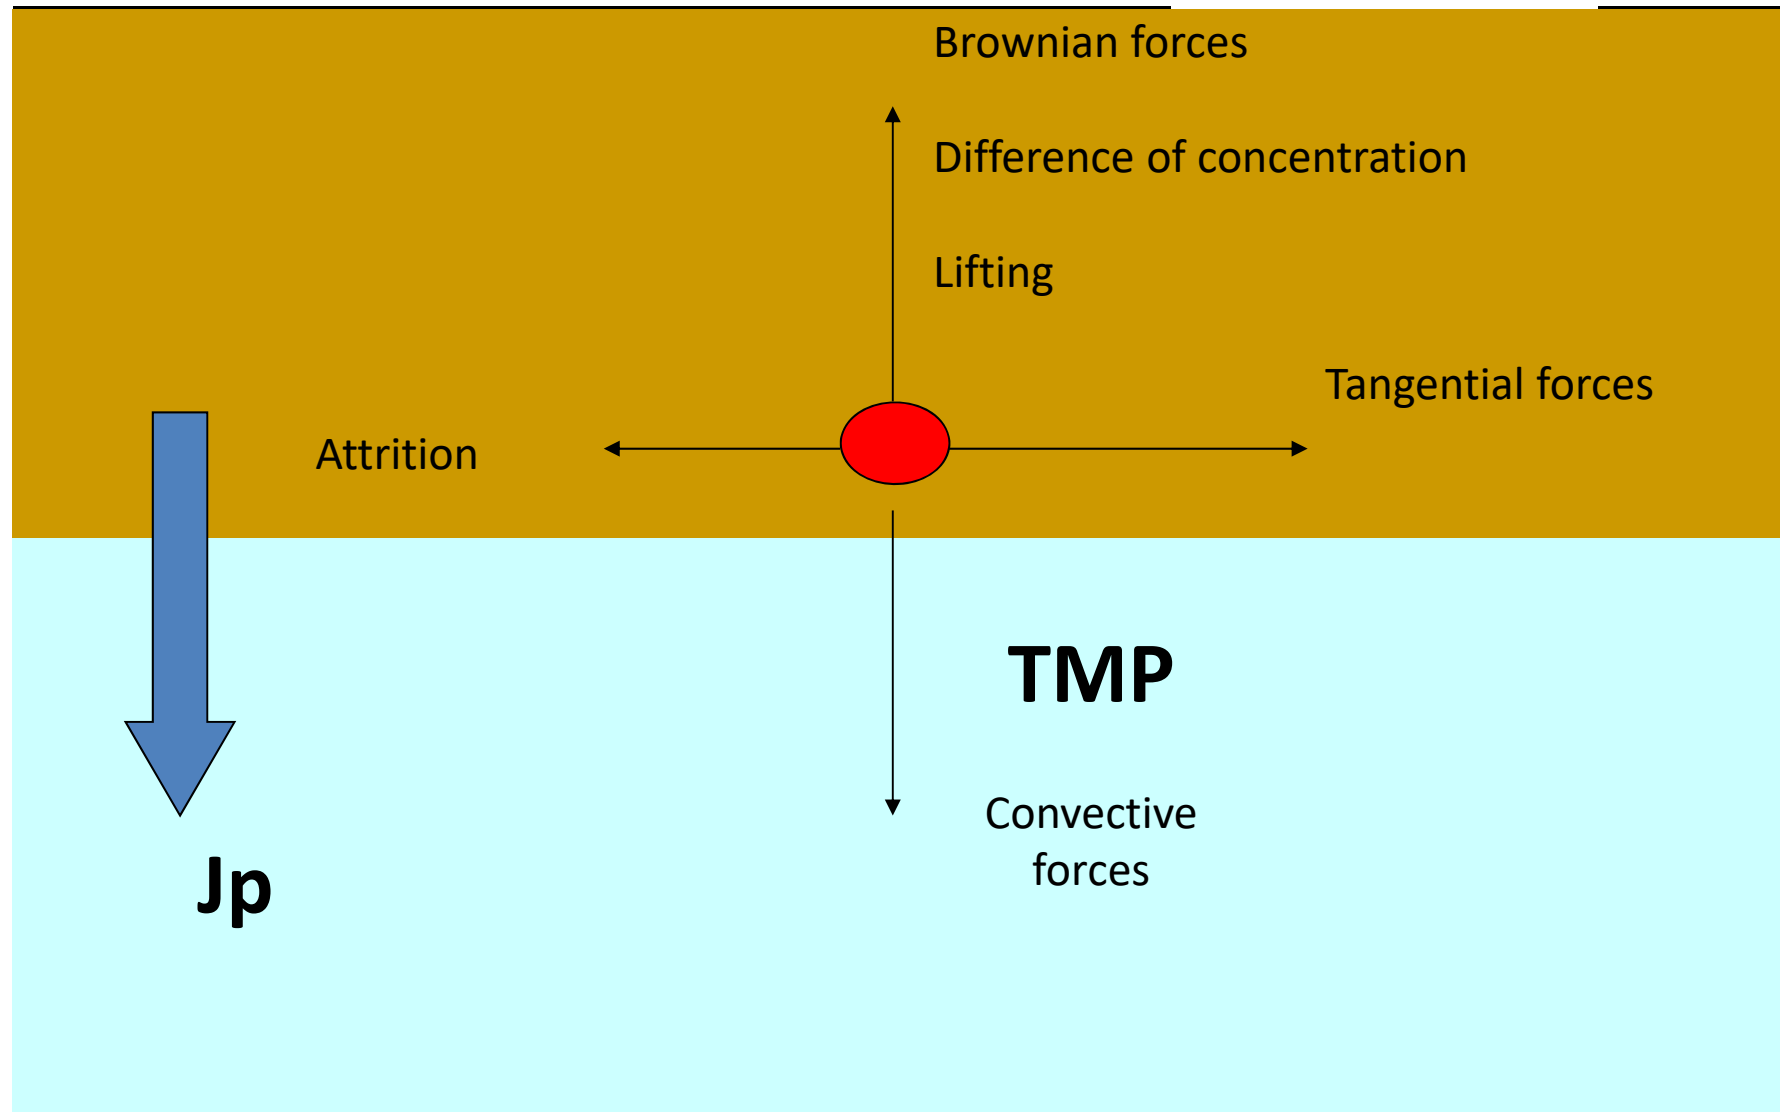 Brownian forces
Difference of concentration
Lifting
Tangential forces
Attrition
TMP
Convective
forces
Jp